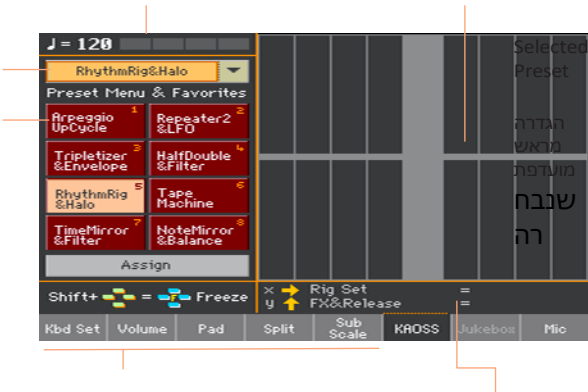 ♩= 120
RhythmRig&Halo
Preset Menu & Favorites
Arpeggio UpCycle 1
Repeater2 &LFO 2
Tripletizer &Envelope 3
HalfDouble &Filter 4
RhythmRig &Halo 5
Tape Machine 6
TimeMirror &Filter 7
NoteMirror &Balance 8
Assign
Shift+ = F Freeze
x Rig Set =
y FX&Release =
Kbd Set Volume Pad Split Sub Scale KAOSS Jukebox Mic
Selected
Preset
הגדרה
מראש
מועדפת
שנבח
רה